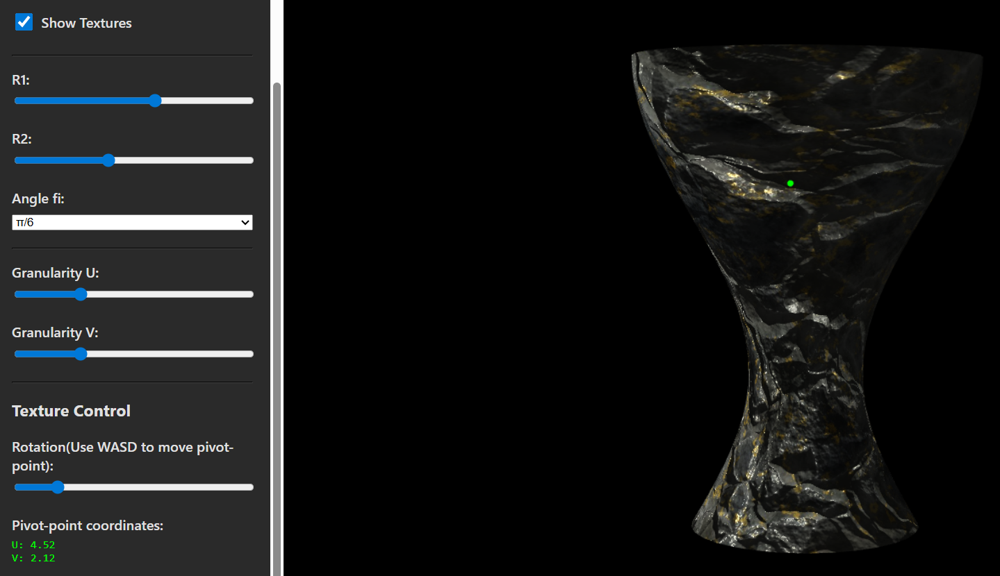 Show Textures
R1:
R2:
Angle fi:
π/6
Granularity U:
Granularity V:
Texture Control
Rotation(Use WASD to move pivot-
point):
Pivot-point coordinates:
U: 4.52
V: 2.12